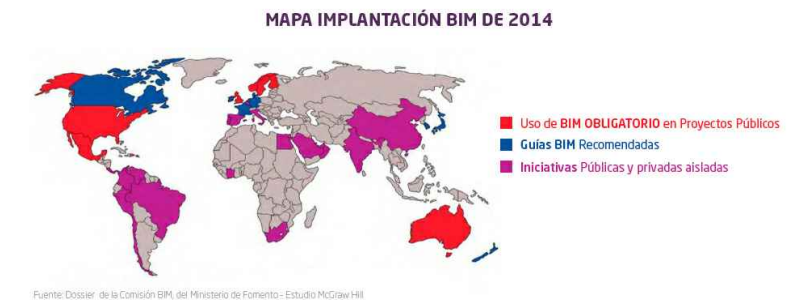 MAPA IMPLANTACIÓN BIM DE 2014
Uso de BIM OBLIGATORIO en Proyectos Públicos
Guías BIM Recomendadas
Iniciativas Públicas y privadas aisladas
Fuente: Dossier de la Comisión BIM, del Ministerio de Fomento - Estudio McGraw Hill